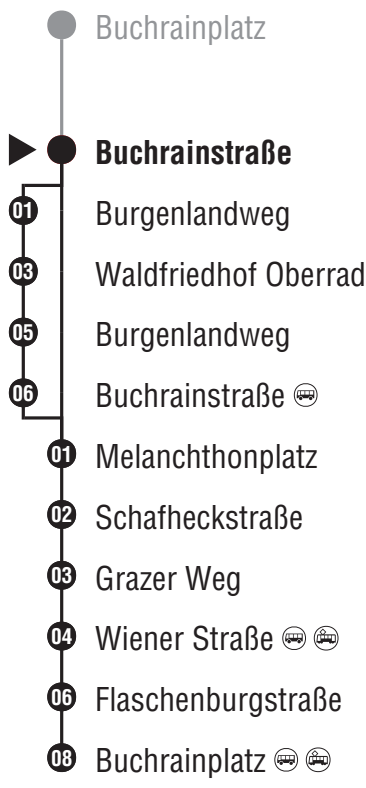 Buchrainplatz
Buchrainstraße
01 Burgenlandweg
03 Waldfriedhof Oberrad
05 Burgenlandweg
06 Buchrainstraße
01 Melanchthonplatz
02 Schafheckstraße
03 Grazer Weg
04 Wiener Straße
06 Flaschenburgstraße
08 Buchrainplatz